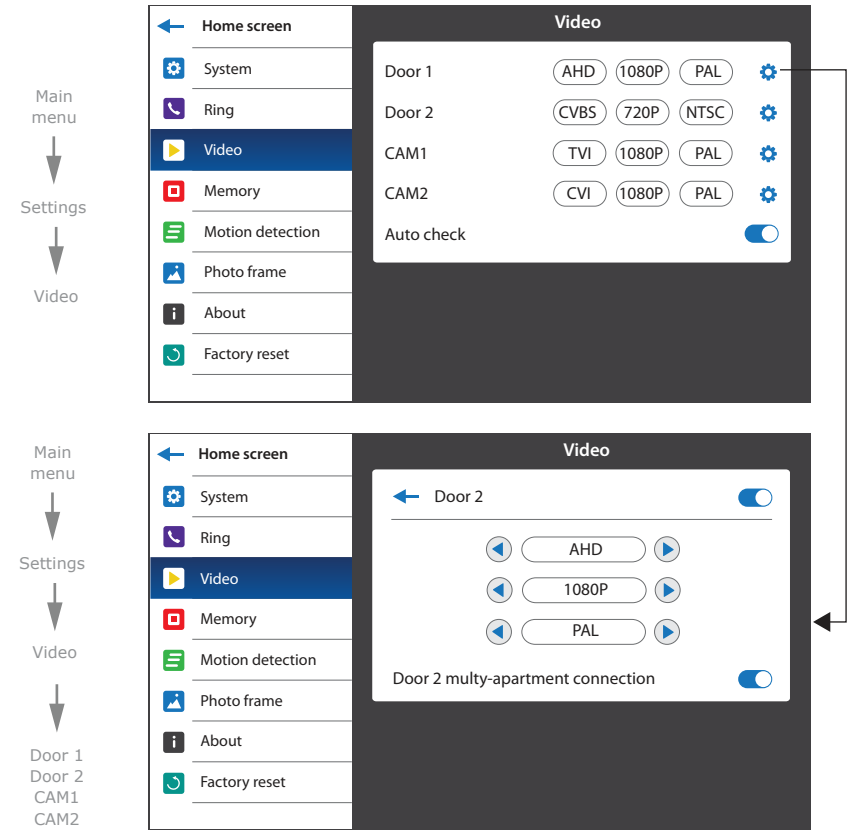 Main
menu
Settings
Video
Home screen
System
Ring
Video
Memory
Motion detection
Photo frame
About
Factory reset
Video
Door 1 AHD 1080P PAL
Door 2 CVBS 720P NTSC
CAM1 TVI 1080P PAL
CAM2 CVI 1080P PAL
Auto check
Main
menu
Settings
Video
Door 1
Door 2
CAM1
CAM2
Home screen
System
Ring
Video
Memory
Motion detection
Photo frame
About
Factory reset
Video
Door 2
AHD
1080P
PAL
Door 2 multy-apartment connection